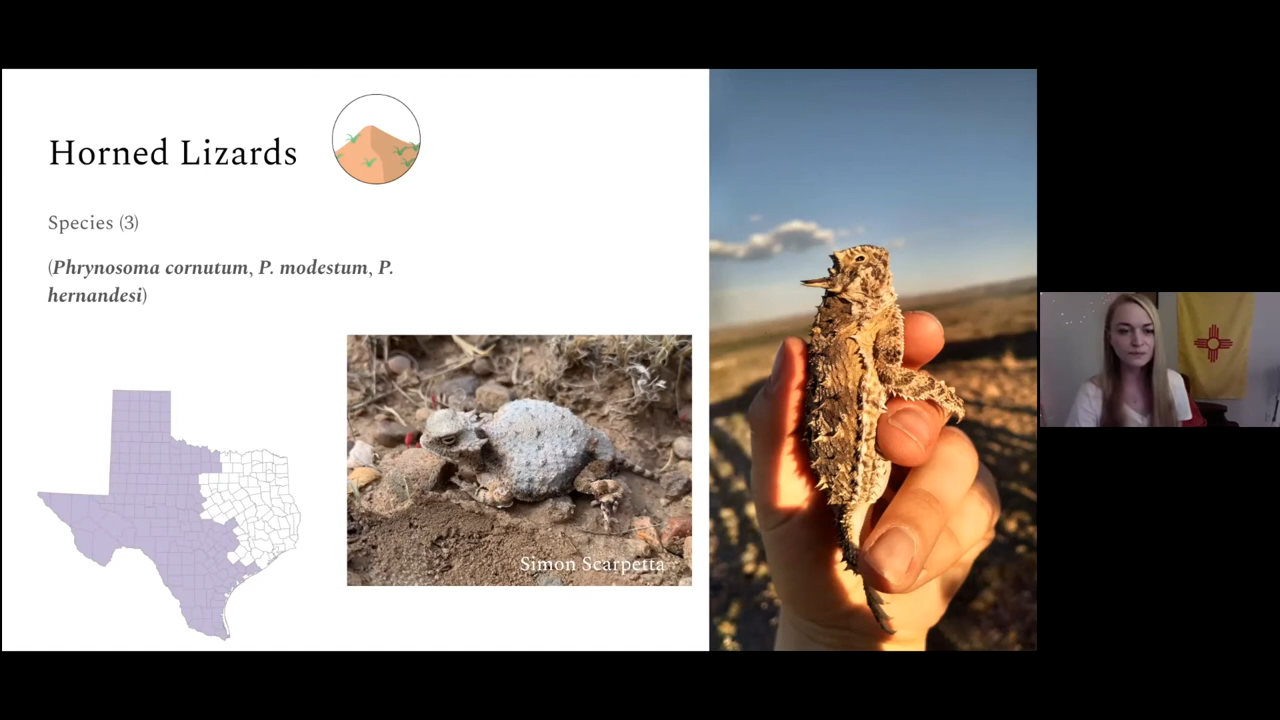 Horned Lizards
Species (3)
(Phrynosoma cornutum, P. modestum, P.
hernandesi)
Simon Scarpetta